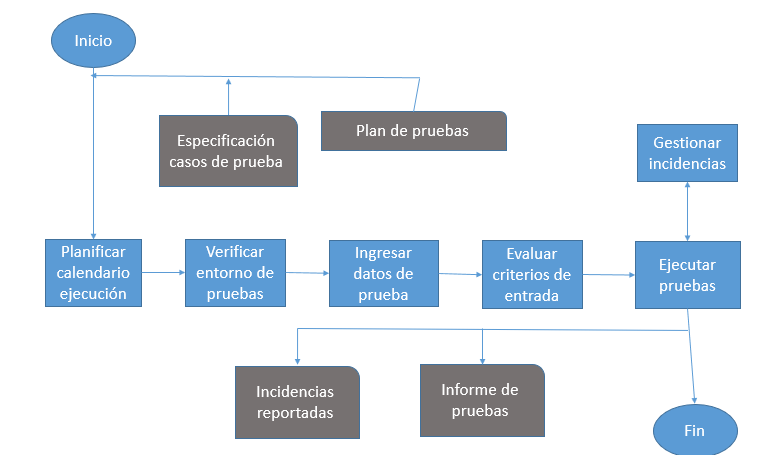 Inicio
Especificación
casos de prueba
Plan de pruebas
Gestionar
incidencias
Planificar
calendario
ejecución
Verificar
entorno de
pruebas
Ingresar
datos de
prueba
Evaluar
criterios de
entrada
Ejecutar
pruebas
Incidencias
reportadas
Informe de
pruebas
Fin